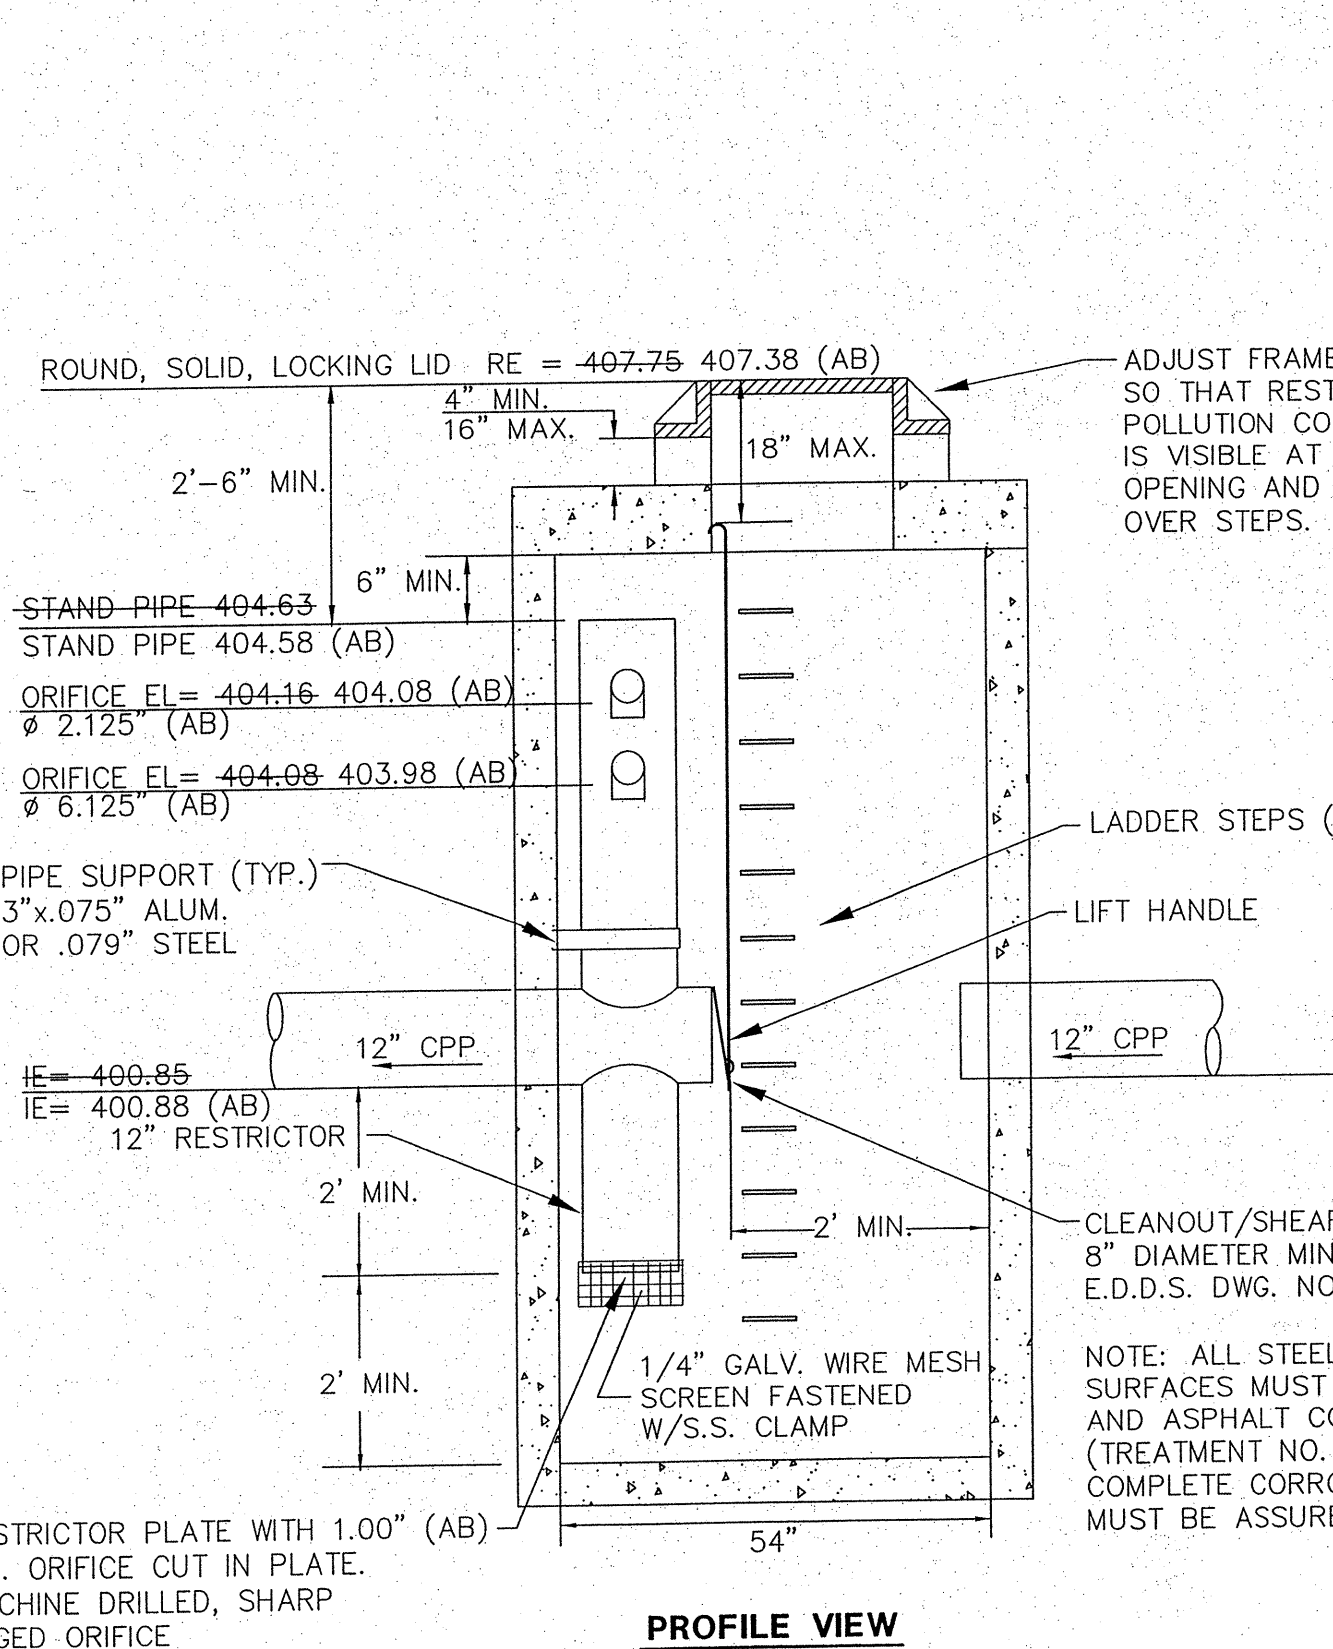 ROUND, SOLID, LOCKING LID RE = 407.75 407.38 (AB)
4" MIN.
16" MAX.
18" MAX.
2'-6" MIN.
6" MIN.
ADJUST FRAME
SO THAT REST
POLLUTION CO
IS VISIBLE AT
OPENING AND
OVER STEPS.
STAND PIPE 404.63
STAND PIPE 404.58 (AB)
ORIFICE EL= 404.16 404.08 (AB)
ø 2.125" (AB)
ORIFICE EL= 404.08 403.98 (AB)
ø 6.125" (AB)
PIPE SUPPORT (TYP.)
3"x.075" ALUM.
OR .079" STEEL
LADDER STEPS (
LIFT HANDLE
12" CPP
12" CPP
IE= 400.85
IE= 400.88 (AB)
12" RESTRICTOR
2' MIN.
2' MIN.
2' MIN.
CLEANOUT/SHEAR
8" DIAMETER MIN
E.D.D.S. DWG. NO
1/4" GALV. WIRE MESH
SCREEN FASTENED
W/S.S. CLAMP
NOTE: ALL STEEL
SURFACES MUST
AND ASPHALT CO
(TREATMENT NO.
COMPLETE CORRO
MUST BE ASSURE
STRICTOR PLATE WITH 1.00" (AB)
. ORIFICE CUT IN PLATE.
CHINE DRILLED, SHARP
GED ORIFICE
54"
PROFILE VIEW